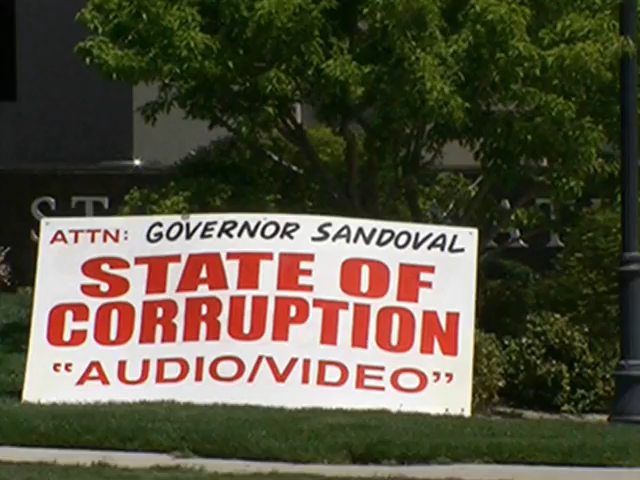 ATTN: GOVERNOR SANDOVAL
STATE OF
CORRUPTION
"AUDIO/VIDEO"